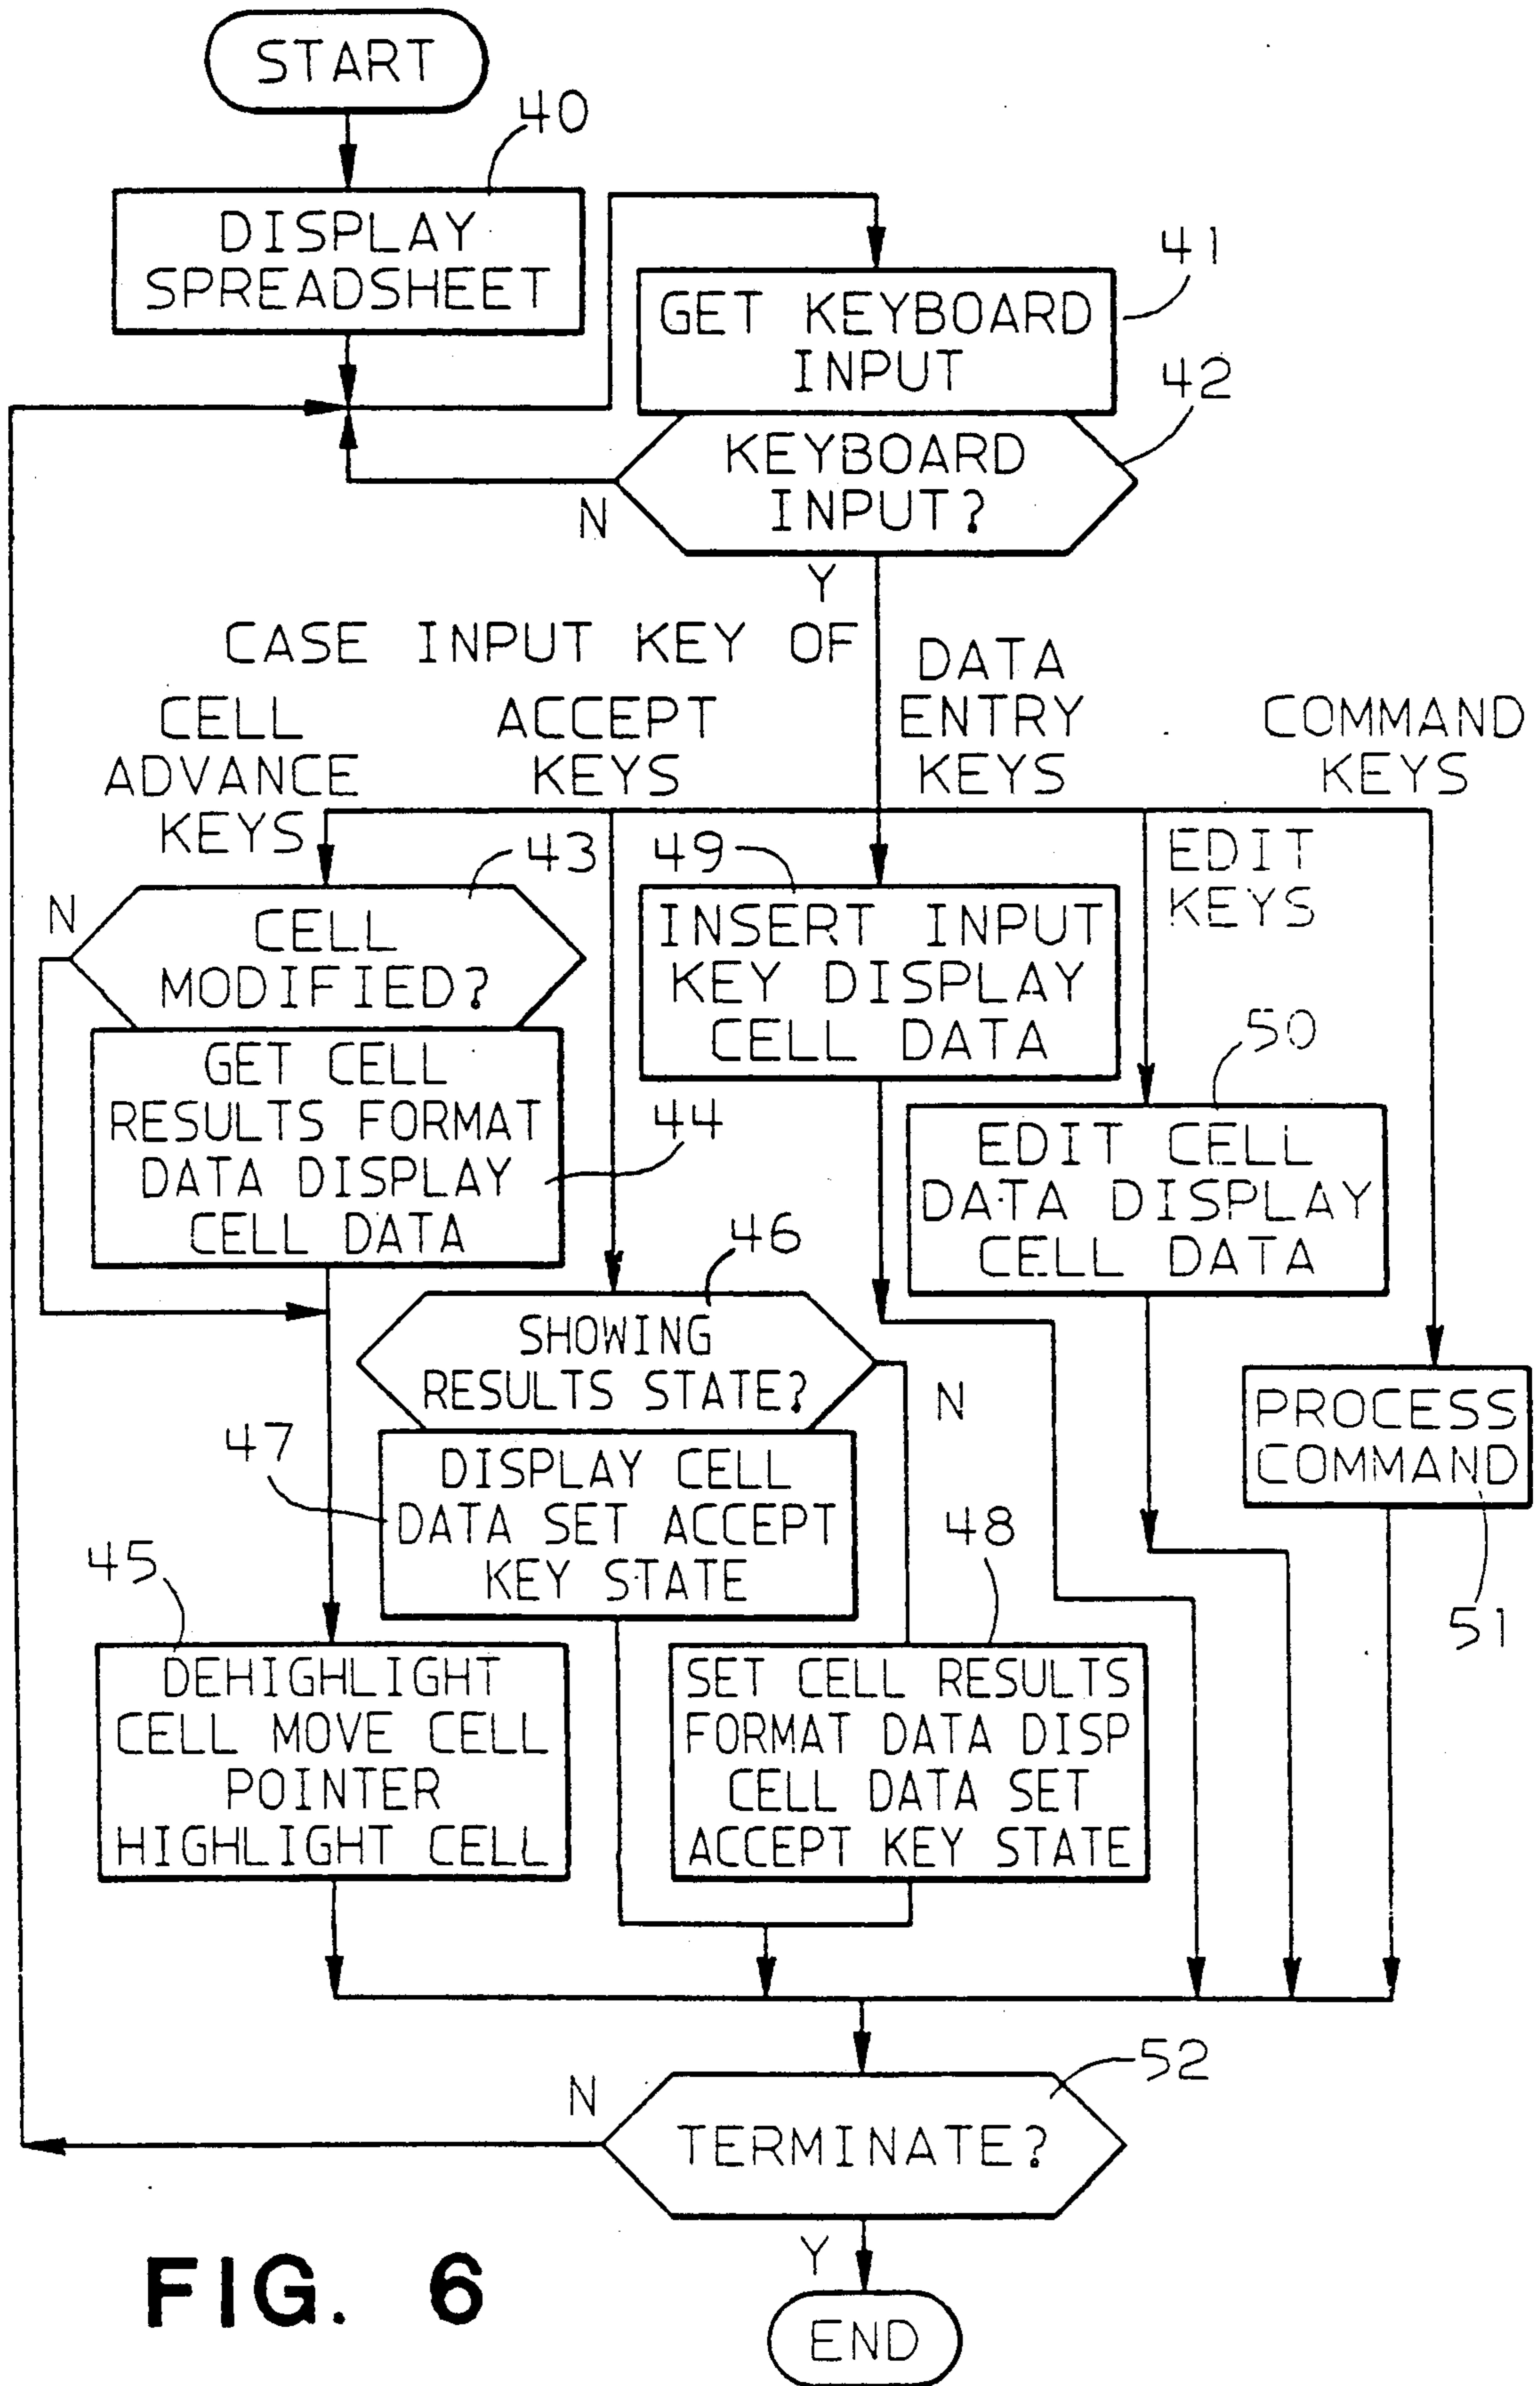 START
40
DISPLAY
SPREADSHEET
41
GET KEYBOARD
INPUT
42
KEYBOARD
INPUT?
N
Y
CASE INPUT KEY OF
CELL
ADVANCE
KEYS
ACCEPT
KEYS
DATA
ENTRY
KEYS
COMMAND
KEYS
EDIT
KEYS
43
N
CELL
MODIFIED?
49
INSERT INPUT
KEY DISPLAY
CELL DATA
GET CELL
RESULTS FORMAT
DATA DISPLAY
CELL DATA
44
50
EDIT CELL
DATA DISPLAY
CELL DATA
46
SHOWING
RESULTS STATE?
N
PROCESS
COMMAND
51
47
DISPLAY CELL
DATA SET ACCEPT
KEY STATE
45
DEHIGHLIGHT
CELL MOVE CELL
POINTER
HIGHLIGHT CELL
48
SET CELL RESULTS
FORMAT DATA DISP
CELL DATA SET
ACCEPT KEY STATE
52
N
TERMINATE?
Y
END
FIG. 6